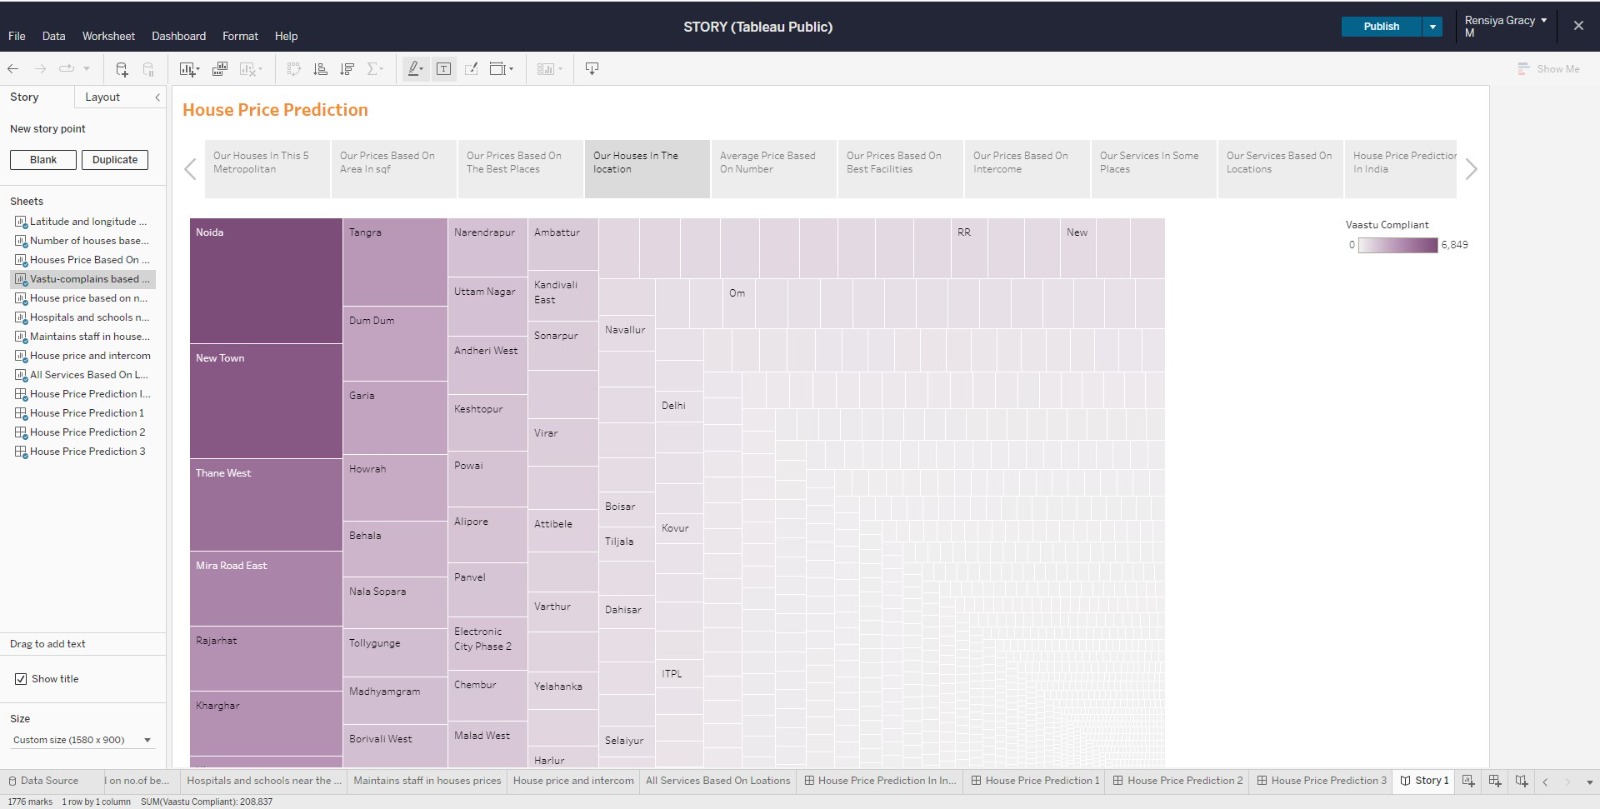 STORY (Tableau Public)
Publish
Rensiya Gracy
M
File Data Worksheet Dashboard Format Help
Show Me
Story Layout
New story point
Blank Duplicate
Sheets
Latitude and longitude ...
Number of houses base...
Houses Price Based On ...
Vastu-complains based ...
House price based on n...
Hospitals and schools n...
Maintains staff in house...
House price and intercom
All Services Based On L...
House Price Prediction I...
House Price Prediction 1
House Price Prediction 2
House Price Prediction 3
Drag to add text
Show title
Size
Custom size (1580 x 900)
House Price Prediction
Our Houses In This 5
Metropolitan
Our Prices Based On
Area In sqf
Our Prices Based On
The Best Places
Our Houses In The
location
Average Price Based
On Number
Our Prices Based On
Best Facilities
Our Prices Based On
Intercome
Our Services In Some
Places
Our Services Based On
Locations
House Price Prediction
In India
Noida
New Town
Thane West
Mira Road East
Rajarhat
Kharghar
Tangra
Dum Dum
Garia
Howrah
Behala
Nala Sopara
Tollygunge
Madhyamgram
Borivali West
Narendrapur
Uttam Nagar
Andheri West
Keshtopur
Powai
Alipore
Panvel
Electronic
City Phase 2
Chembur
Malad West
Ambattur
Kandivali
East
Sonarpur
Virar
Attibele
Varthur
Yelahanka
Harlur
Navallur
Boisar
Tiljala
Dahisar
Selaiyur
Delhi
Kovur
ITPL
Om
RR
New
Vaastu Compliant
0 6,849
Data Source
l on no.of be...
Hospitals and schools near the ...
Maintains staff in houses prices
House price and intercom
All Services Based On Loations
House Price Prediction In In...
House Price Prediction 1
House Price Prediction 2
House Price Prediction 3
Story 1
1776 marks 1 row by 1 column SUM(Vaastu Compliant): 208,837